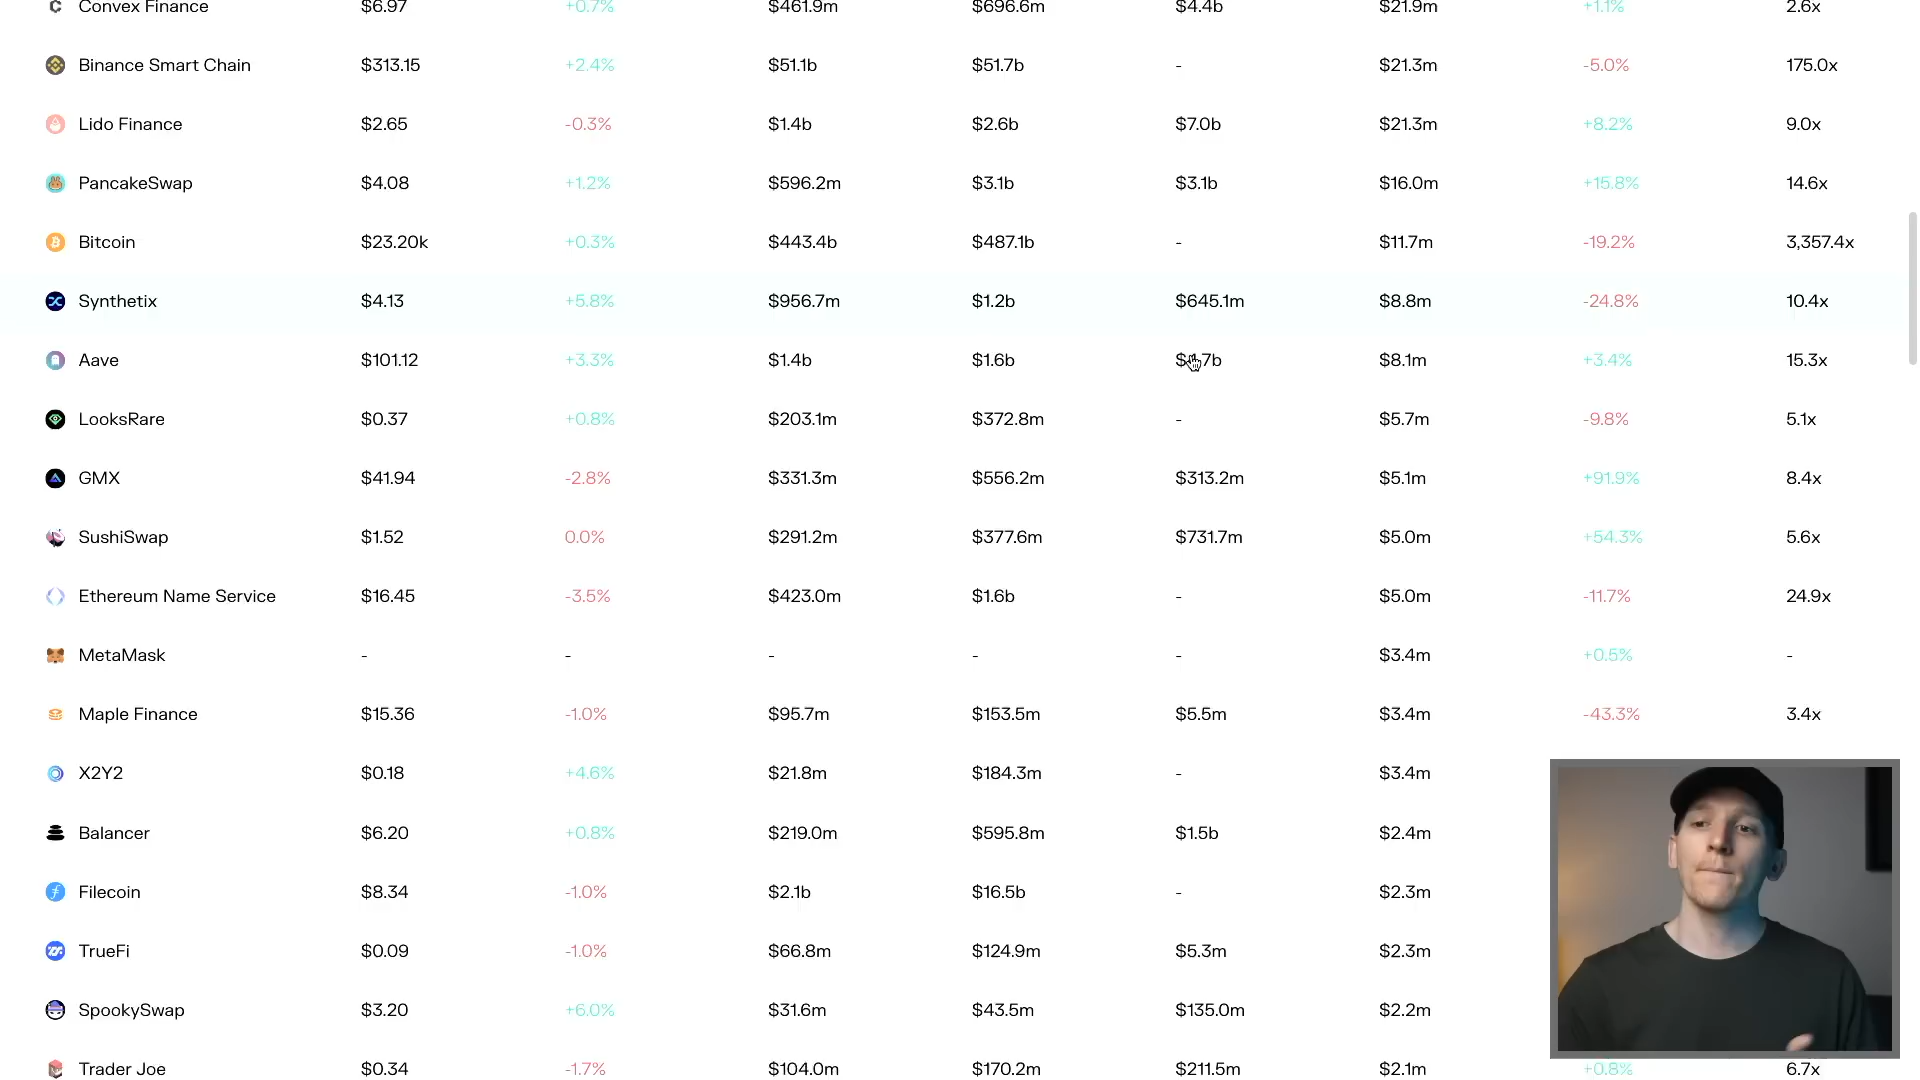 Convex Finance $6.97 +0.7% $461.9m $696.6m $4.4b $21.9m +1.1% 2.6x
Binance Smart Chain $313.15 +2.4% $51.1b $51.7b - $21.3m -5.0% 175.0x
Lido Finance $2.65 -0.3% $1.4b $2.6b $7.0b $21.3m +8.2% 9.0x
PancakeSwap $4.08 +1.2% $596.2m $3.1b $3.1b $16.0m +15.8% 14.6x
Bitcoin $23.20k +0.3% $443.4b $487.1b - $11.7m -19.2% 3,357.4x
Synthetix $4.13 +5.8% $956.7m $1.2b $645.1m $8.8m -24.8% 10.4x
Aave $101.12 +3.3% $1.4b $1.6b $8.1m +3.4% 15.3x
LooksRare $0.37 +0.8% $203.1m $372.8m - $5.7m -9.8% 5.1x
GMX $41.94 -2.8% $331.3m $556.2m $313.2m $5.1m +91.9% 8.4x
SushiSwap $1.52 0.0% $291.2m $377.6m $731.7m $5.0m +54.3% 5.6x
Ethereum Name Service $16.45 -3.5% $423.0m $1.6b - $5.0m -11.7% 24.9x
MetaMask - - - - - $3.4m +0.5% -
Maple Finance $15.36 -1.0% $95.7m $153.5m $5.5m $3.4m -43.3% 3.4x
X2Y2 $0.18 +4.6% $21.8m $184.3m - $3.4m
Balancer $6.20 +0.8% $219.0m $595.8m $1.5b $2.4m
Filecoin $8.34 -1.0% $2.1b $16.5b - $2.3m
TrueFi $0.09 -1.0% $66.8m $124.9m $5.3m $2.3m
SpookySwap $3.20 +6.0% $31.6m $43.5m $135.0m $2.2m
Trader Joe $0.34 -1.7% $104.0m $170.2m $211.5m $2.1m +0.8% 6.7x